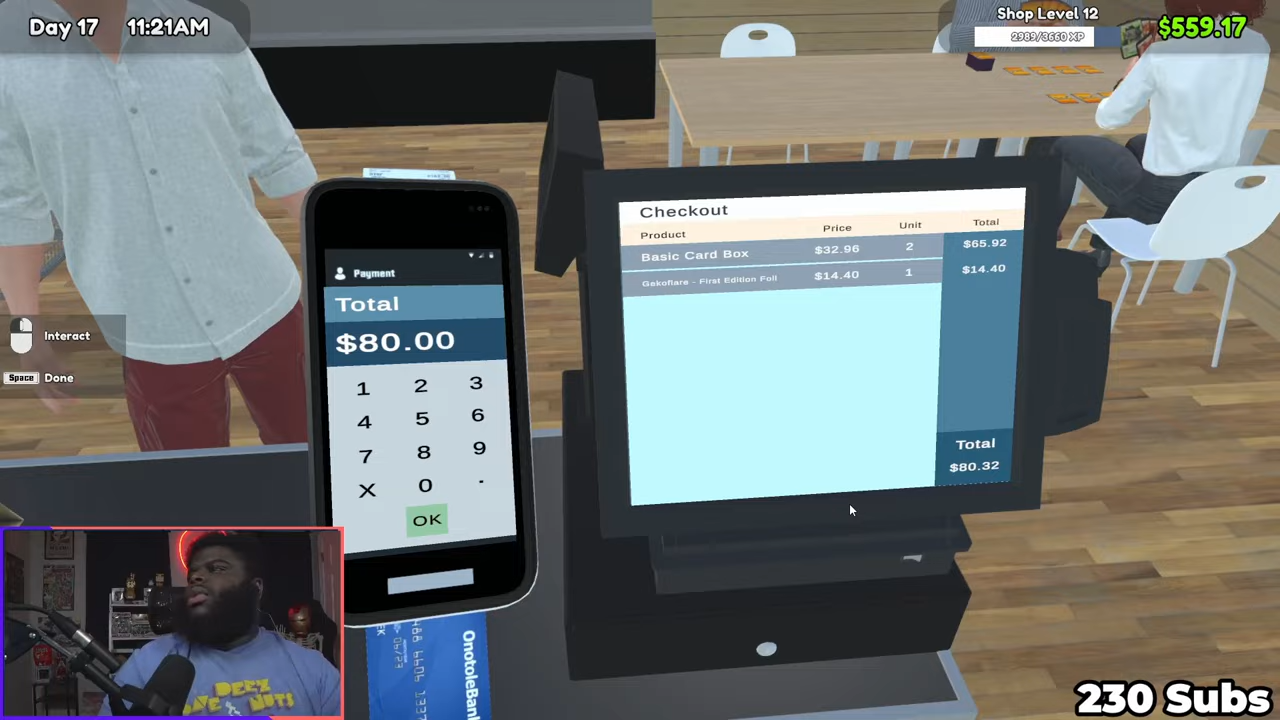 Day 17 11:21AM
Shop Level 12
2989/3660 XP
$559.17
Interact
Space Done
Payment
Total
$80.00
1 2 3
4 5 6
7 8 9
X 0 .
OK
Checkout
Product Price Unit Total
Basic Card Box $32.96 2 $65.92
Gekoflare - First Edition Foil $14.40 1 $14.40
Total
$80.32
OnotoleBank
DEEZ
NUTS
230 Subs